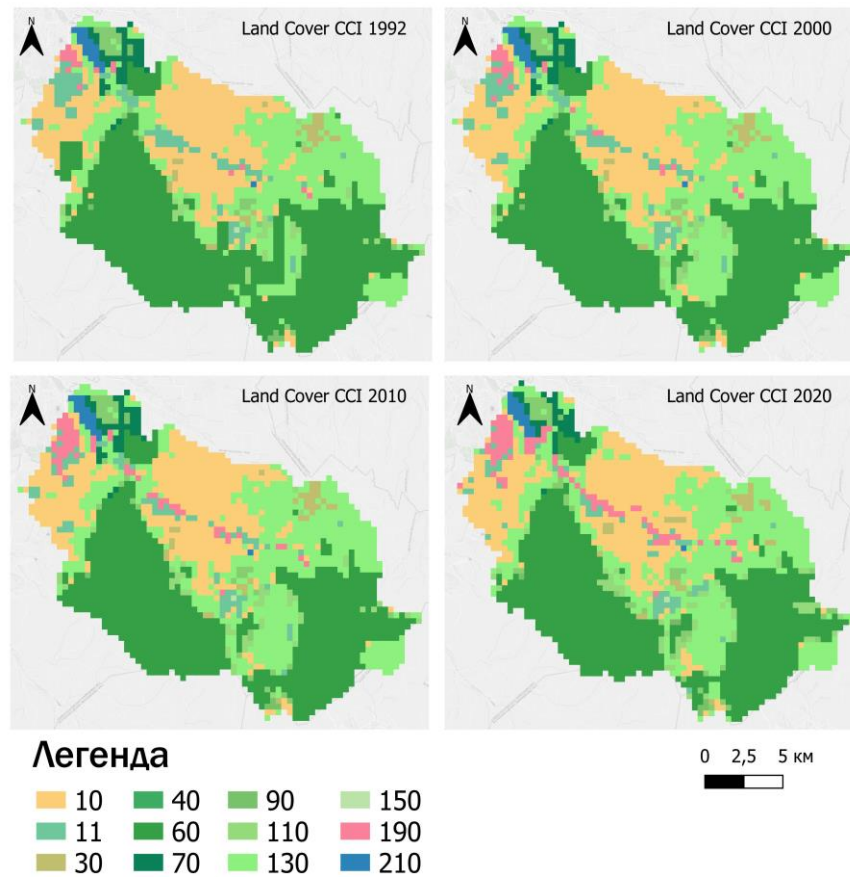 N
Land Cover CCI 1992
N
Land Cover CCI 2000
N
Land Cover CCI 2010
N
Land Cover CCI 2020
Легенда
0 2,5 5 км
10 40 90 150
11 60 110 190
30 70 130 210